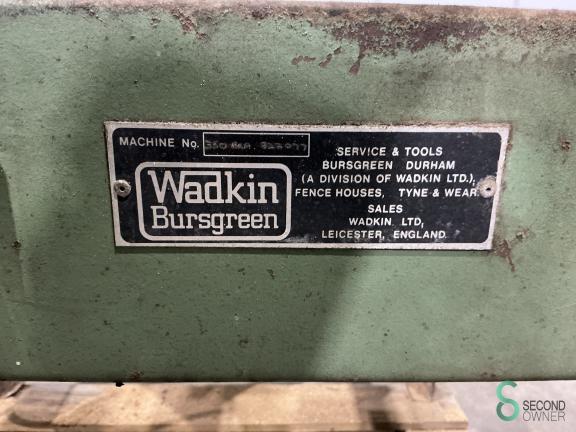 MACHINE No.
SERVICE & TOOLS
BURSGREEN DURHAM
(A DIVISION OF WADKIN LTD.),
FENCE HOUSES, TYNE & WEAR
SALES
WADKIN LTD,
LEICESTER, ENGLAND.
Wadkin
Bursgreen
SECOND
OWNER